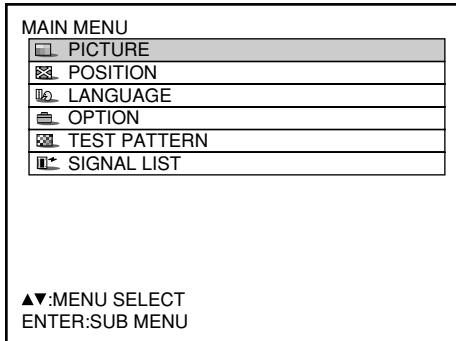 MAIN MENU
PICTURE
POSITION
LANGUAGE
OPTION
TEST PATTERN
SIGNAL LIST
▲▼:MENU SELECT
ENTER:SUB MENU